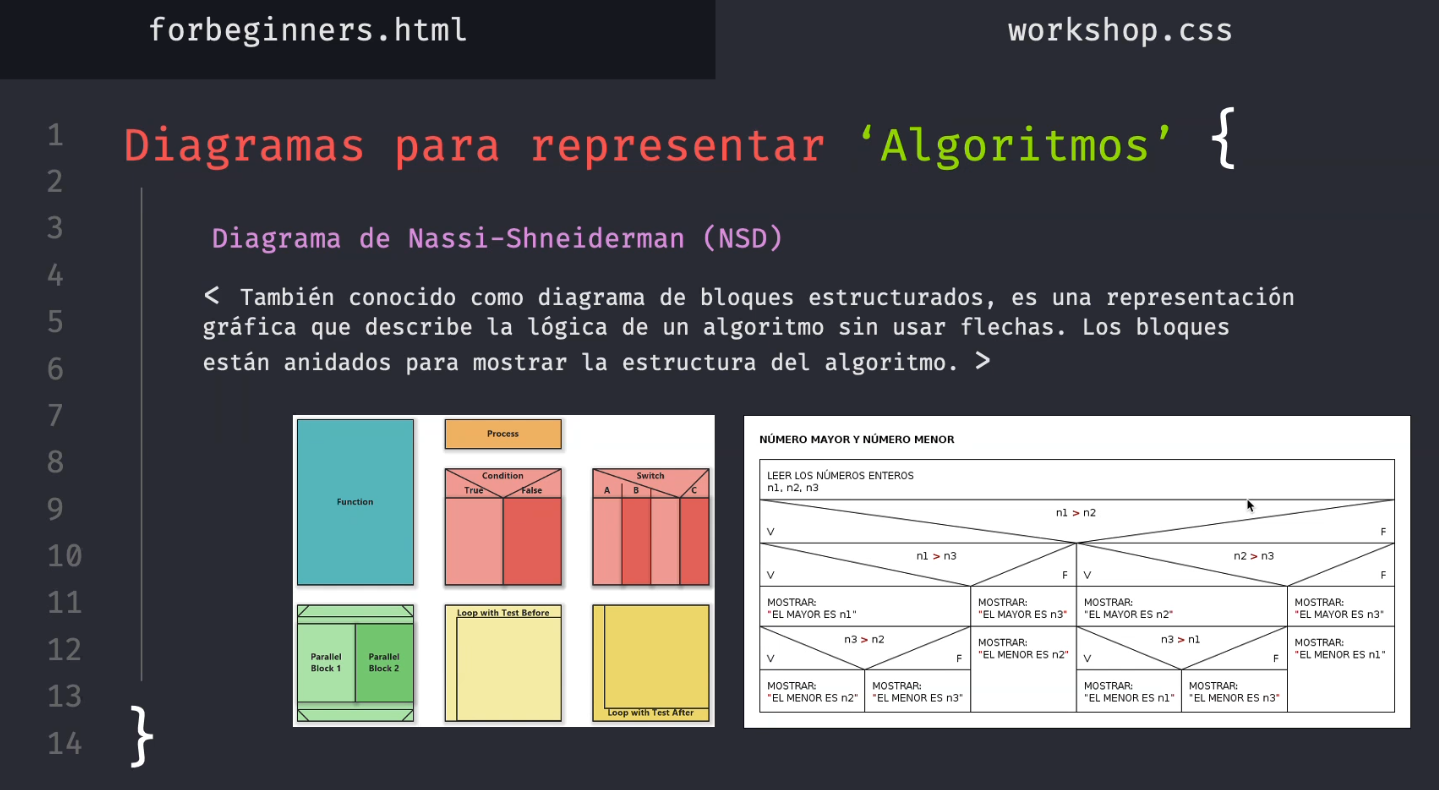 forbeginners.html
workshop.css
1
2
3
4
5
6
7
8
9
10
11
12
13
14
Diagramas para representar ‘Algoritmos’ {
Diagrama de Nassi-Shneiderman (NSD)
< También conocido como diagrama de bloques estructurados, es una representación
gráfica que describe la lógica de un algoritmo sin usar flechas. Los bloques
están anidados para mostrar la estructura del algoritmo. >
Function
Process
Condition
True False
Switch
A B C
Parallel
Block 1
Parallel
Block 2
Loop with Test Before
Loop with Test After
NÚMERO MAYOR Y NÚMERO MENOR
LEER LOS NÚMEROS ENTEROS
n1, n2, n3
n1 > n2
V F
n1 > n3
V F
n2 > n3
V F
MOSTRAR:
"EL MAYOR ES n1"
MOSTRAR:
"EL MAYOR ES n3"
MOSTRAR:
"EL MAYOR ES n2"
MOSTRAR:
"EL MAYOR ES n3"
n3 > n2
V F
MOSTRAR:
"EL MENOR ES n2"
n3 > n1
V F
MOSTRAR:
"EL MENOR ES n1"
MOSTRAR:
"EL MENOR ES n2"
MOSTRAR:
"EL MENOR ES n3"
MOSTRAR:
"EL MENOR ES n1"
MOSTRAR:
"EL MENOR ES n3"
}